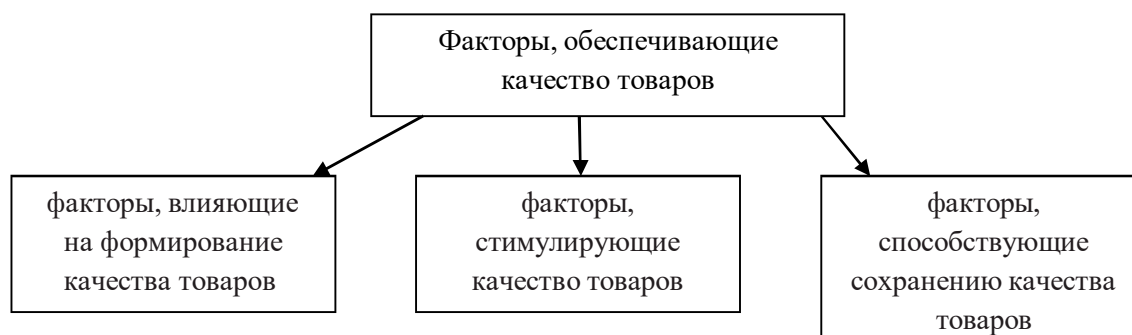 Факторы, обеспечивающие
качество товаров
факторы, влияющие
на формирование
качества товаров
факторы,
стимулирующие
качество товаров
факторы,
способствующие
сохранению качества
товаров